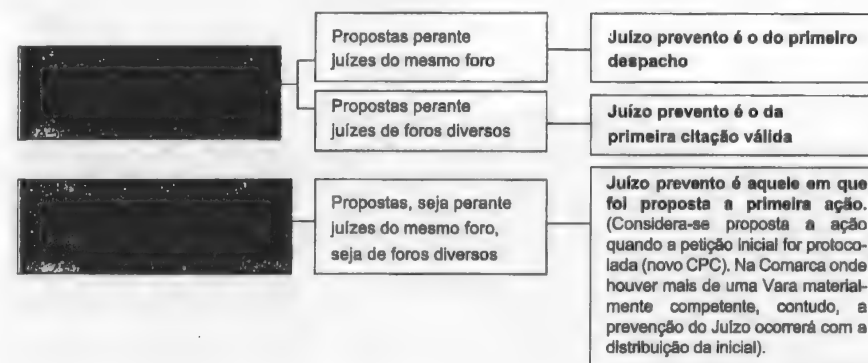 Propostas perante
juízes do mesmo foro
Juízo prevento é o do primeiro
despacho
Propostas perante
juízes de foros diversos
Juízo prevento é o da
primeira citação válida
Propostas, seja perante
juízes do mesmo foro,
seja de foros diversos
Juízo prevento é aquele em que
foi proposta a primeira ação.
(Considera-se proposta a ação
quando a petição inicial for protoco-
lada (novo CPC). Na Comarca onde
houver mais de uma Vara material-
mente competente, contudo, a
prevenção do Juízo ocorrerá com a
distribuição da inicial).